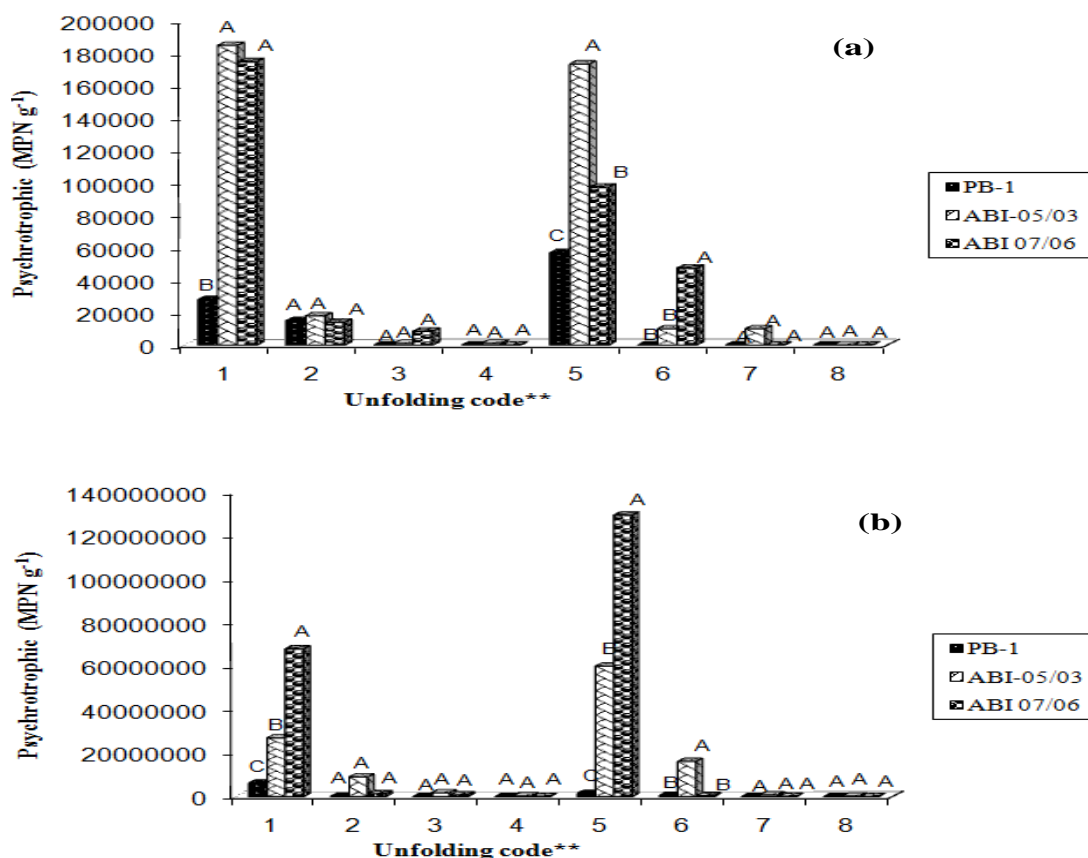 (a)
Psychrotrophic (MPN g-1)
200000
180000
160000
140000
120000
100000
80000
60000
40000
20000
0
B A A
A A A
A A A
A A A
C A B
B B A
A A A
A A A
1 2 3 4 5 6 7 8
Unfolding code**
PB-1
ABI-05/03
ABI 07/06
(b)
Psychrotrophic (MPN g-1)
140000000
120000000
100000000
80000000
60000000
40000000
20000000
0
C B A
A A A
A A A
A A A
C B A
B A B
A A A
A A A
1 2 3 4 5 6 7 8
Unfolding code**
PB-1
ABI-05/03
ABI 07/06